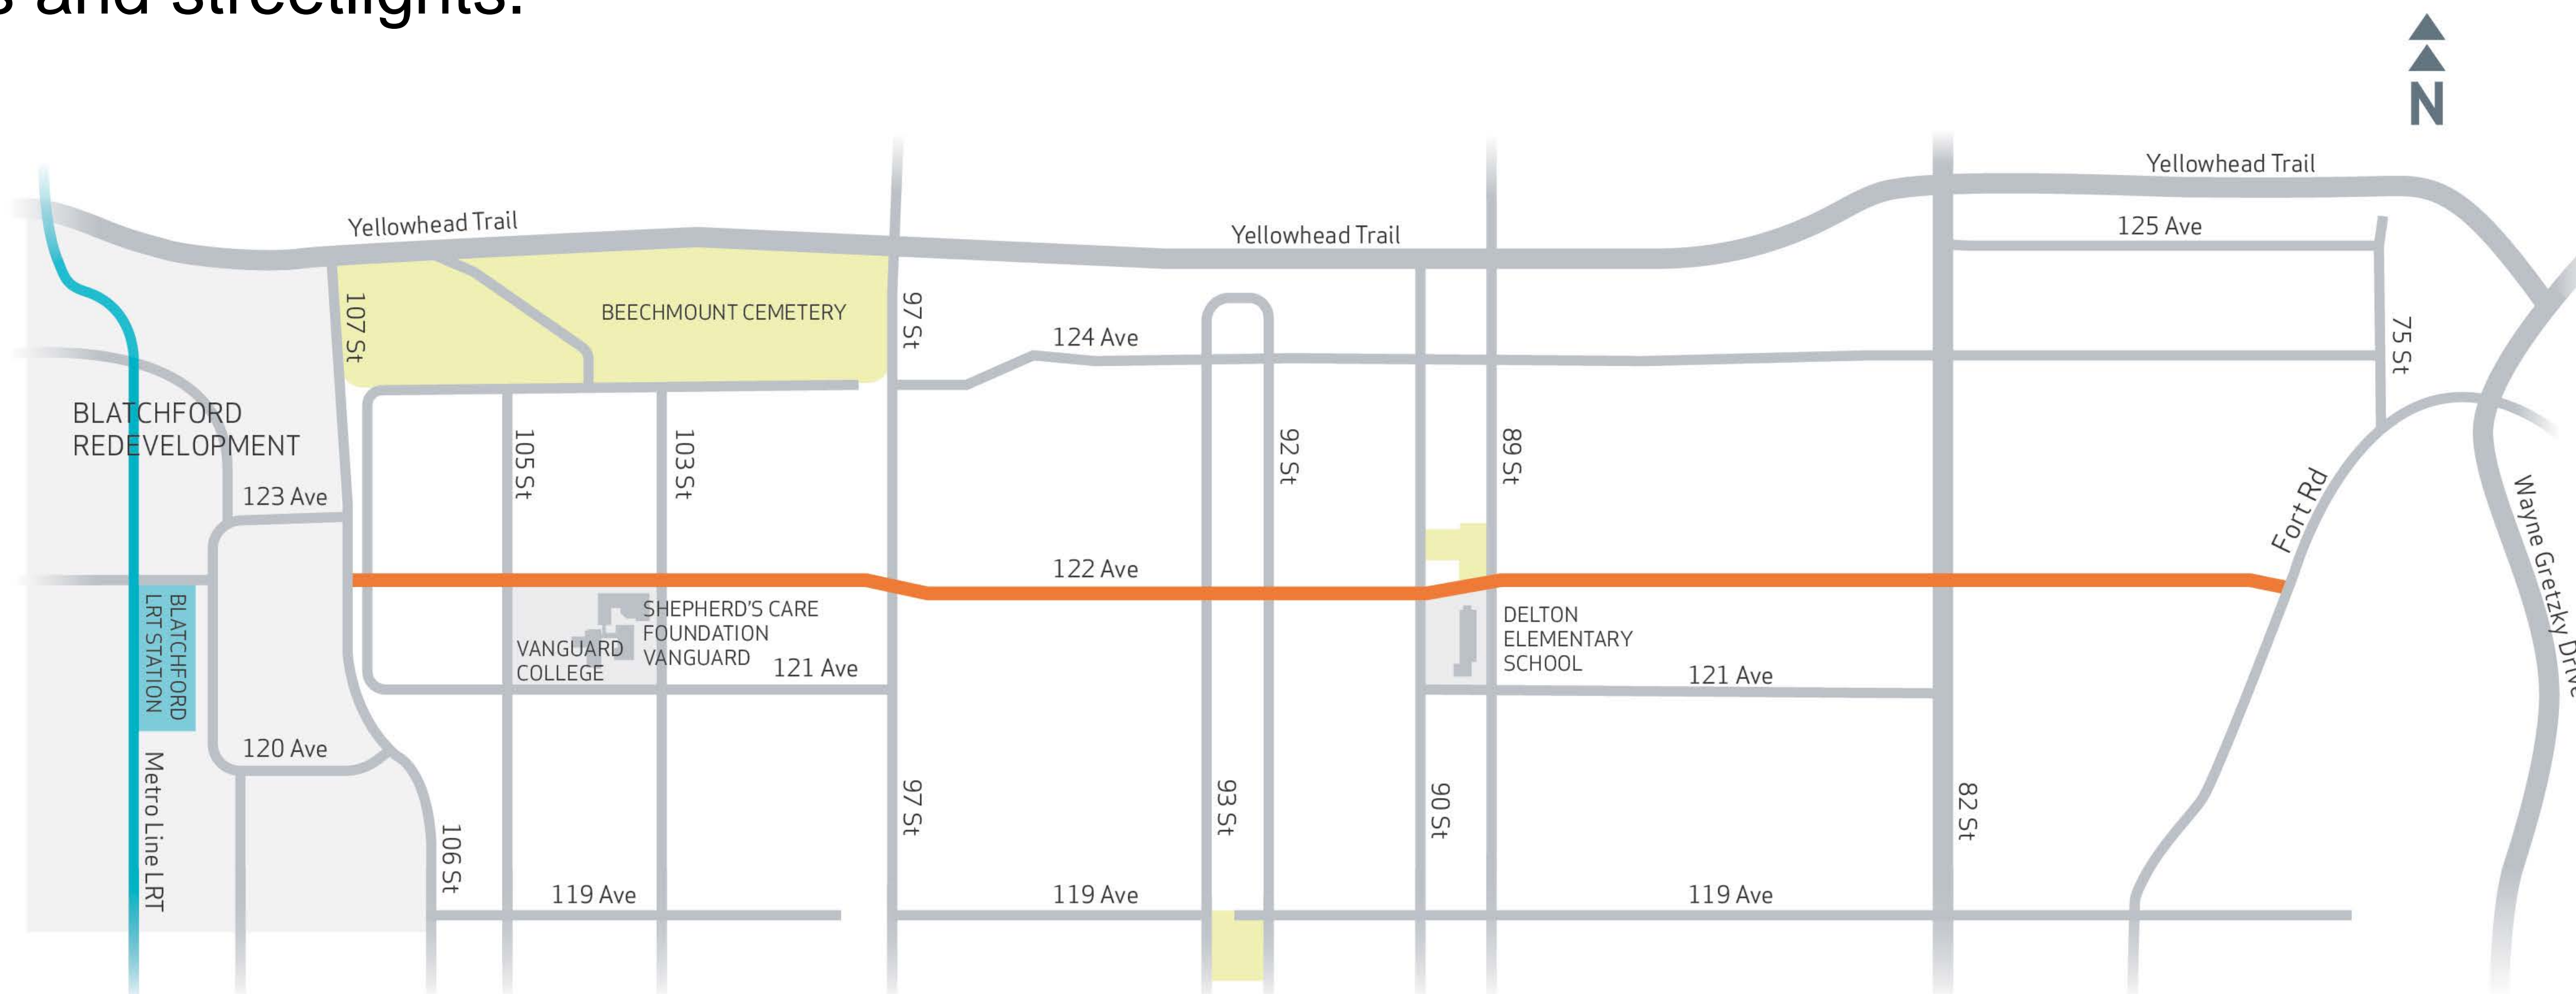 s and streetlights.
N
Yellowhead Trail
Yellowhead Trail
Yellowhead Trail
125 Ave
107 St
BEECHMOUNT CEMETERY
97 St
124 Ave
75 St
BLATCHFORD
REDEVELOPMENT
105 St
103 St
92 St
89 St
123 Ave
Fort Rd
Wayne Gretzky Drive
122 Ave
BLATCHFORD
LRT STATION
SHEPHERD'S CARE
FOUNDATION
VANGUARD
VANGUARD
COLLEGE
121 Ave
DELTON
ELEMENTARY
SCHOOL
121 Ave
120 Ave
Metro Line LRT
106 St
97 St
93 St
90 St
82 St
119 Ave
119 Ave
119 Ave